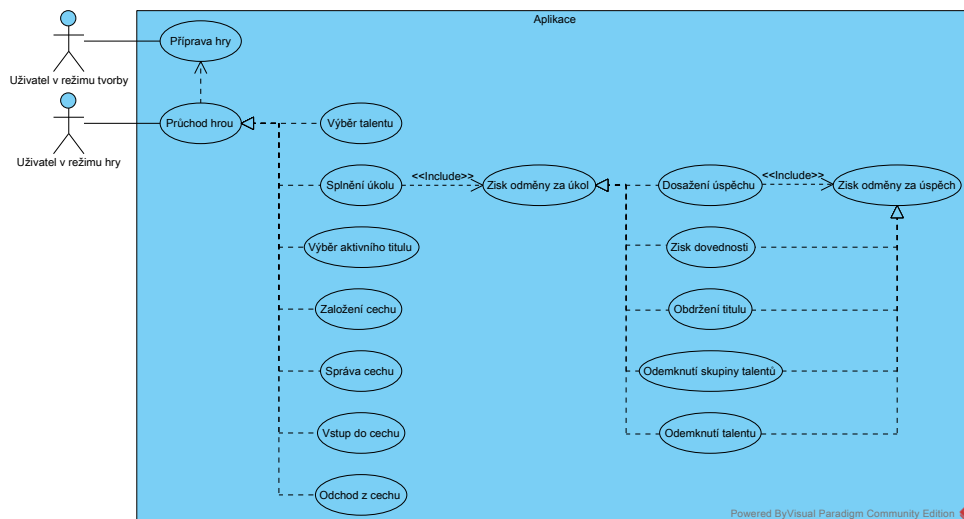 Aplikace
Příprava hry
Uživatel v režimu tvorby
Průchod hrou
Výběr talentu
Uživatel v režimu hry
<<Include>>
<<Include>>
Splnění úkolu
Zisk odměny za úkol
Dosažení úspěchu
Zisk odměny za úspěch
Výběr aktivního titulu
Zisk dovednosti
Založení cechu
Obdržení titulu
Správa cechu
Odemknutí skupiny talentů
Vstup do cechu
Odemknutí talentu
Odchod z cechu
Powered ByVisual Paradigm Community Edition